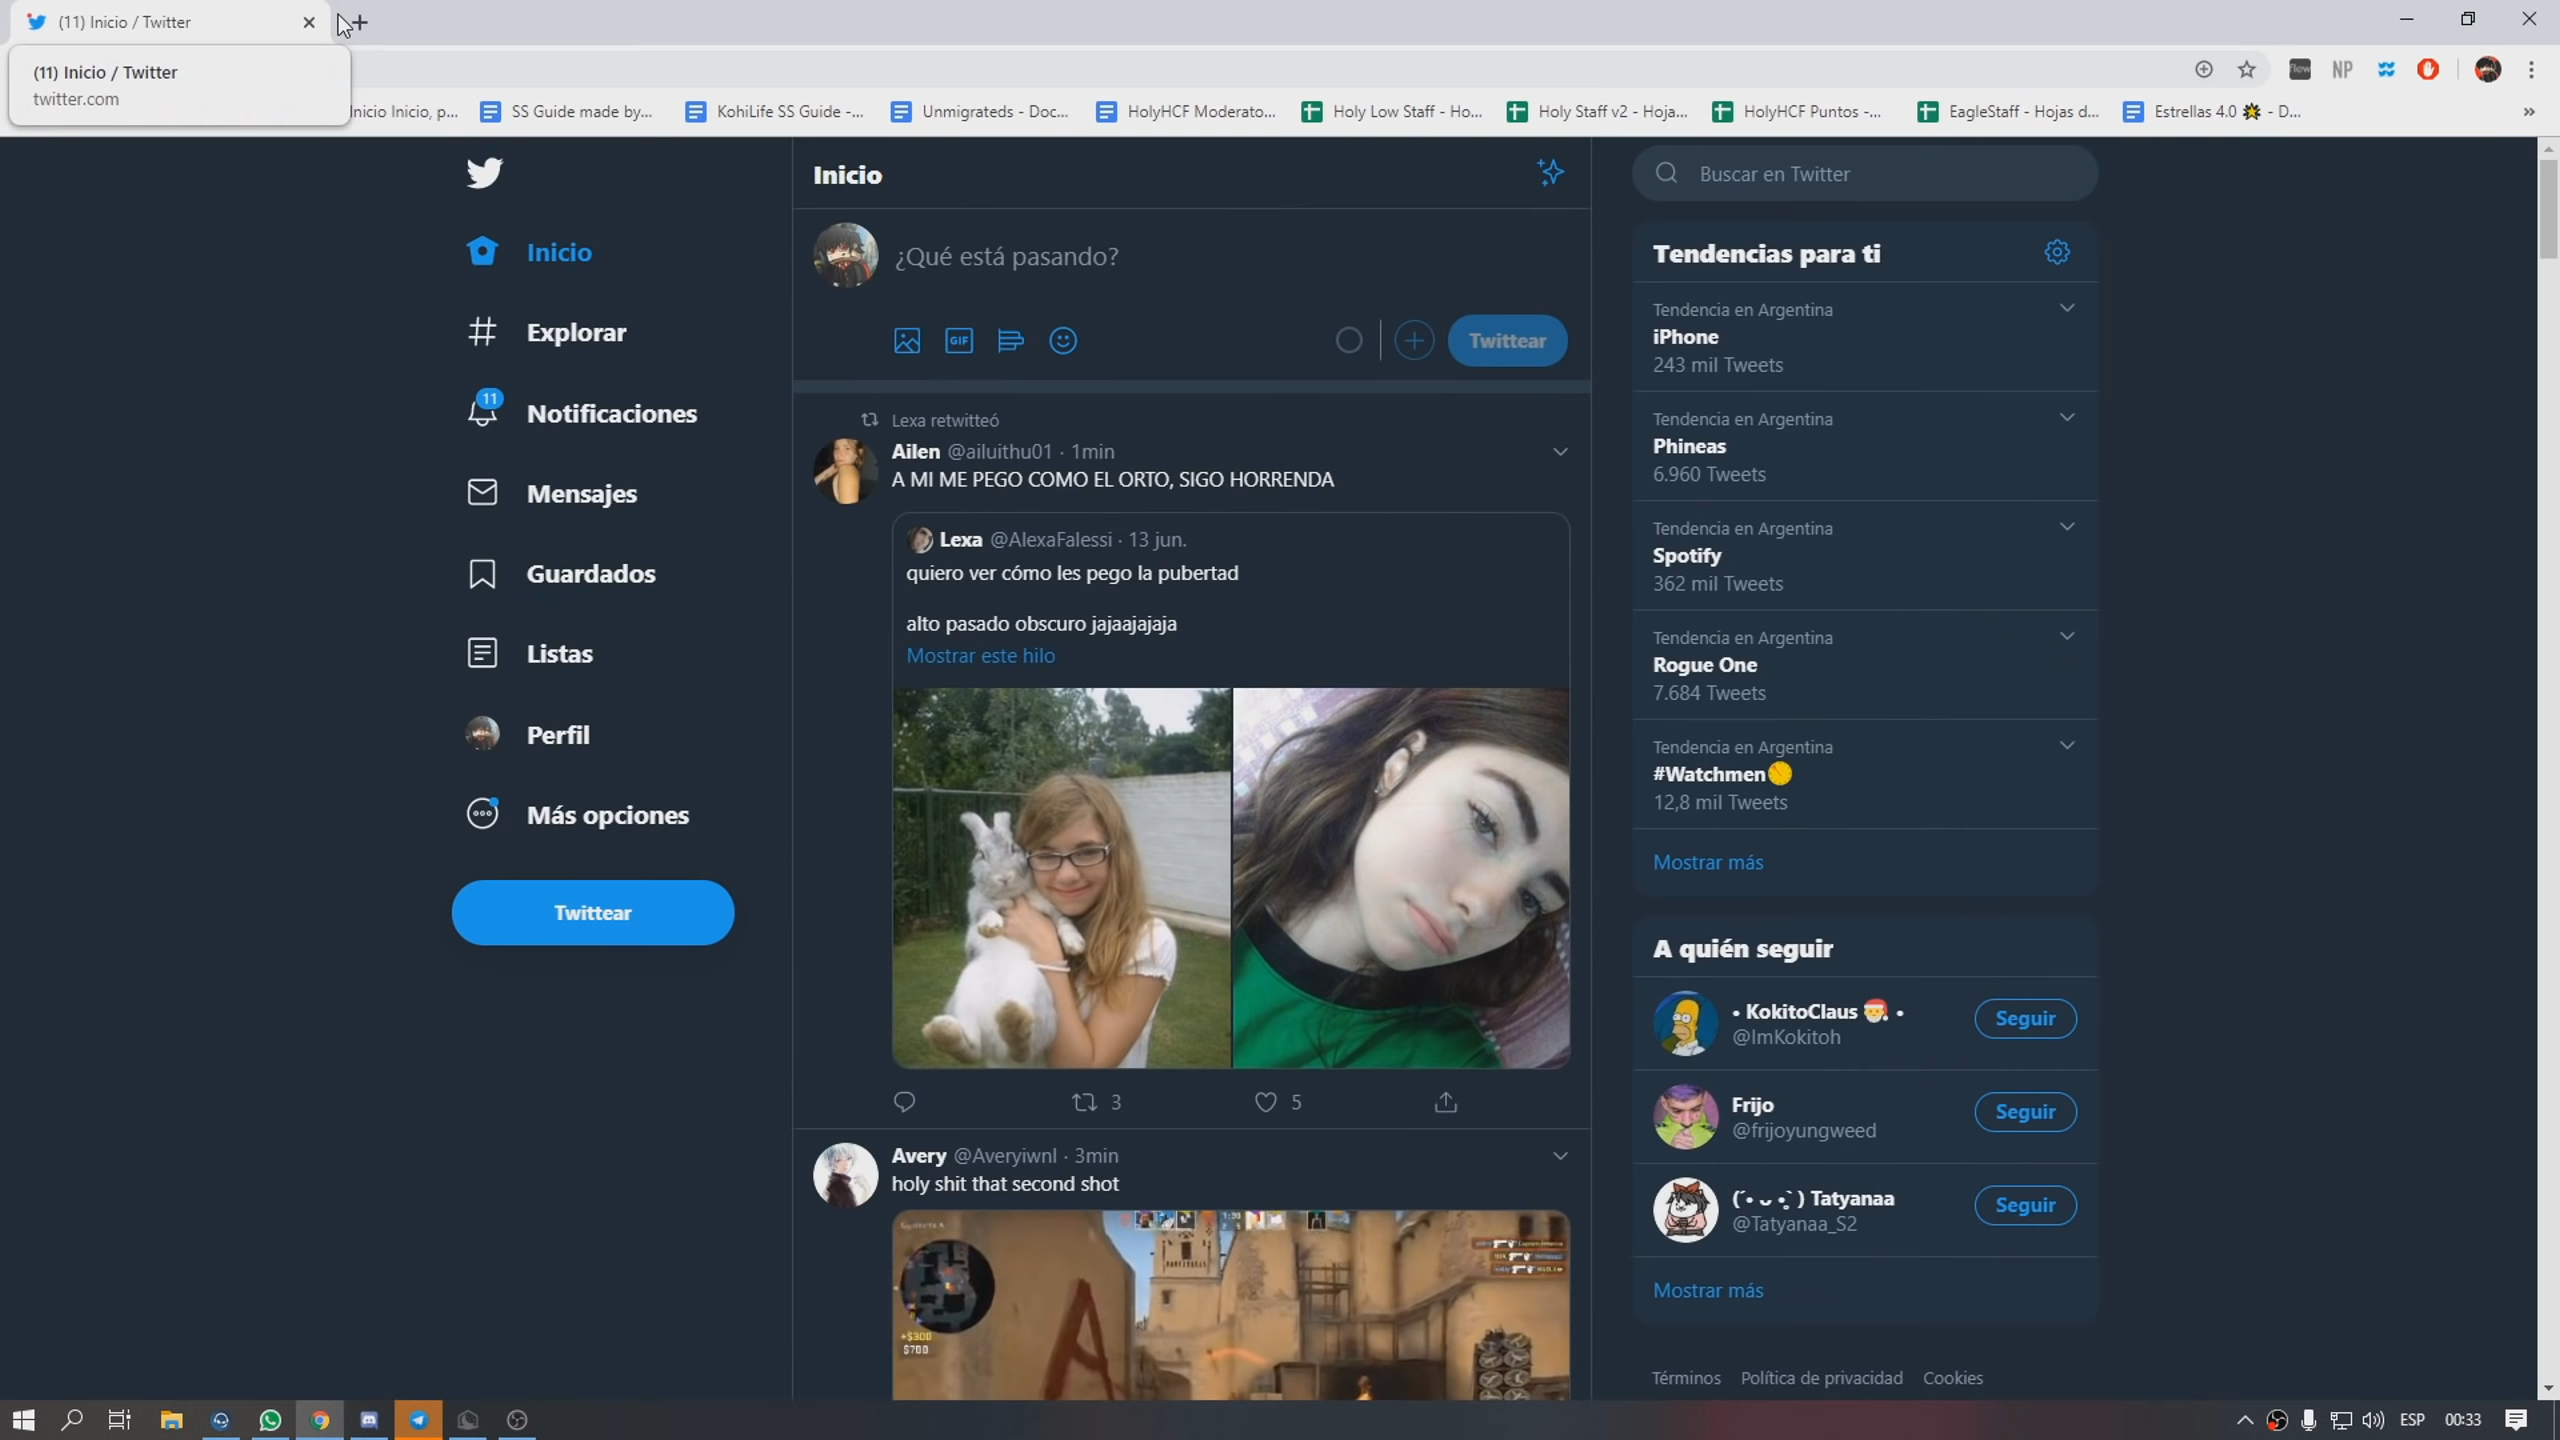 (11) Inicio / Twitter
(11) Inicio / Twitter
twitter.com
flow
NP
Inicio Inicio, p...
SS Guide made by...
KohiLife SS Guide -...
Unmigrateds - Doc...
HolyHCF Moderato...
Holy Low Staff - Ho...
Holy Staff v2 - Hoja...
HolyHCF Puntos -...
EagleStaff - Hojas d...
Estrellas 4.0 - D...
Inicio
Explorar
11
Notificaciones
Mensajes
Guardados
Listas
Perfil
Más opciones
Twittear
Inicio
¿Qué está pasando?
GIF
Twittear
Lexa retwitteó
Ailen @ailuithu01 · 1min
A MI ME PEGO COMO EL ORTO, SIGO HORRENDA
Lexa @AlexaFalessi · 13 jun.
quiero ver cómo les pego la pubertad
alto pasado obscuro jajaajajaja
Mostrar este hilo
3
5
Avery @Averyiwnl · 3min
holy shit that second shot
1:30
+$300
$700
A
Buscar en Twitter
Tendencias para ti
Tendencia en Argentina
iPhone
243 mil Tweets
Tendencia en Argentina
Phineas
6.960 Tweets
Tendencia en Argentina
Spotify
362 mil Tweets
Tendencia en Argentina
Rogue One
7.684 Tweets
Tendencia en Argentina
#Watchmen
12,8 mil Tweets
Mostrar más
A quién seguir
• KokitoClaus 🎅 •
@ImKokitoh
Seguir
Frijo
@frijoyungweed
Seguir
(´• ᴗ •̥` ) Tatyanaa
@Tatyanaa_S2
Seguir
Mostrar más
Términos Política de privacidad Cookies
ESP
00:33